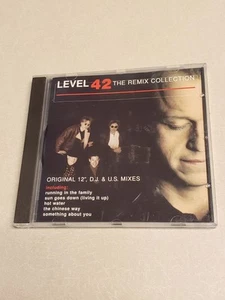 LEVEL 42 THE REMIX COLLECTION
ORIGINAL 12", D.J. & U.S. MIXES
including:
running in the family
sun goes down (living it up)
hot water
the chinese way
something about you